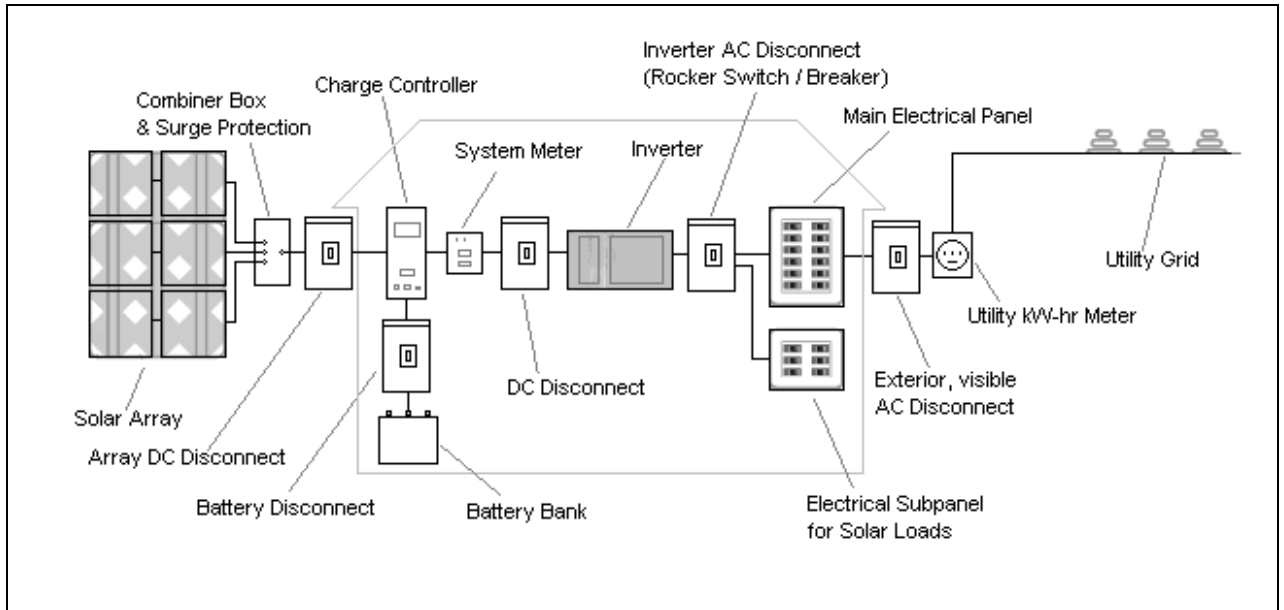 Inverter AC Disconnect
(Rocker Switch / Breaker)
Charge Controller
Combiner Box
& Surge Protection
Main Electrical Panel
System Meter
Inverter
Utility Grid
Utility kW-hr Meter
DC Disconnect
Exterior, visible
AC Disconnect
Solar Array
Array DC Disconnect
Battery Disconnect
Battery Bank
Electrical Subpanel
for Solar Loads